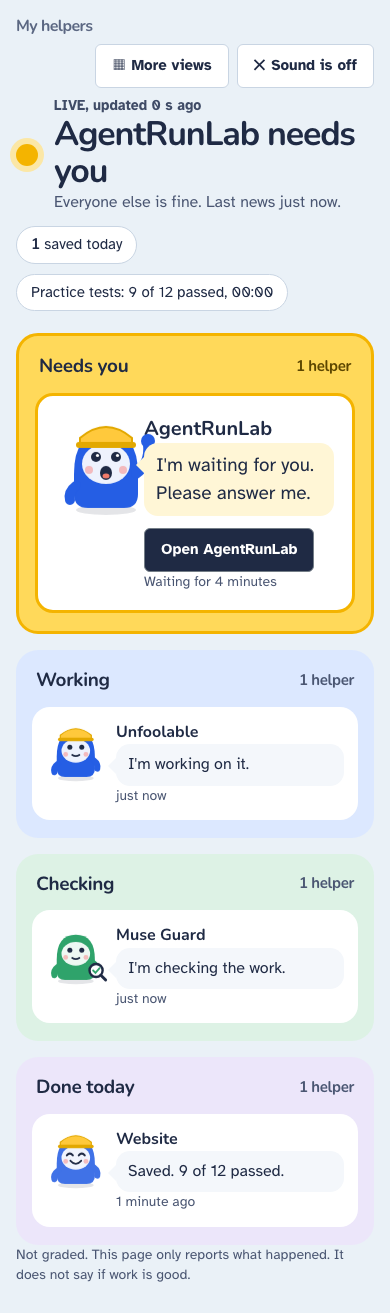 My helpers
▦ More views
✕ Sound is off
LIVE, updated 0 s ago
AgentRunLab needs
you
Everyone else is fine. Last news just now.
1 saved today
Practice tests: 9 of 12 passed, 00:00
Needs you
1 helper
AgentRunLab
I'm waiting for you.
Please answer me.
Open AgentRunLab
Waiting for 4 minutes
Working
1 helper
Unfoolable
I'm working on it.
just now
Checking
1 helper
Muse Guard
I'm checking the work.
just now
Done today
1 helper
Website
Saved. 9 of 12 passed.
1 minute ago
Not graded. This page only reports what happened. It
does not say if work is good.